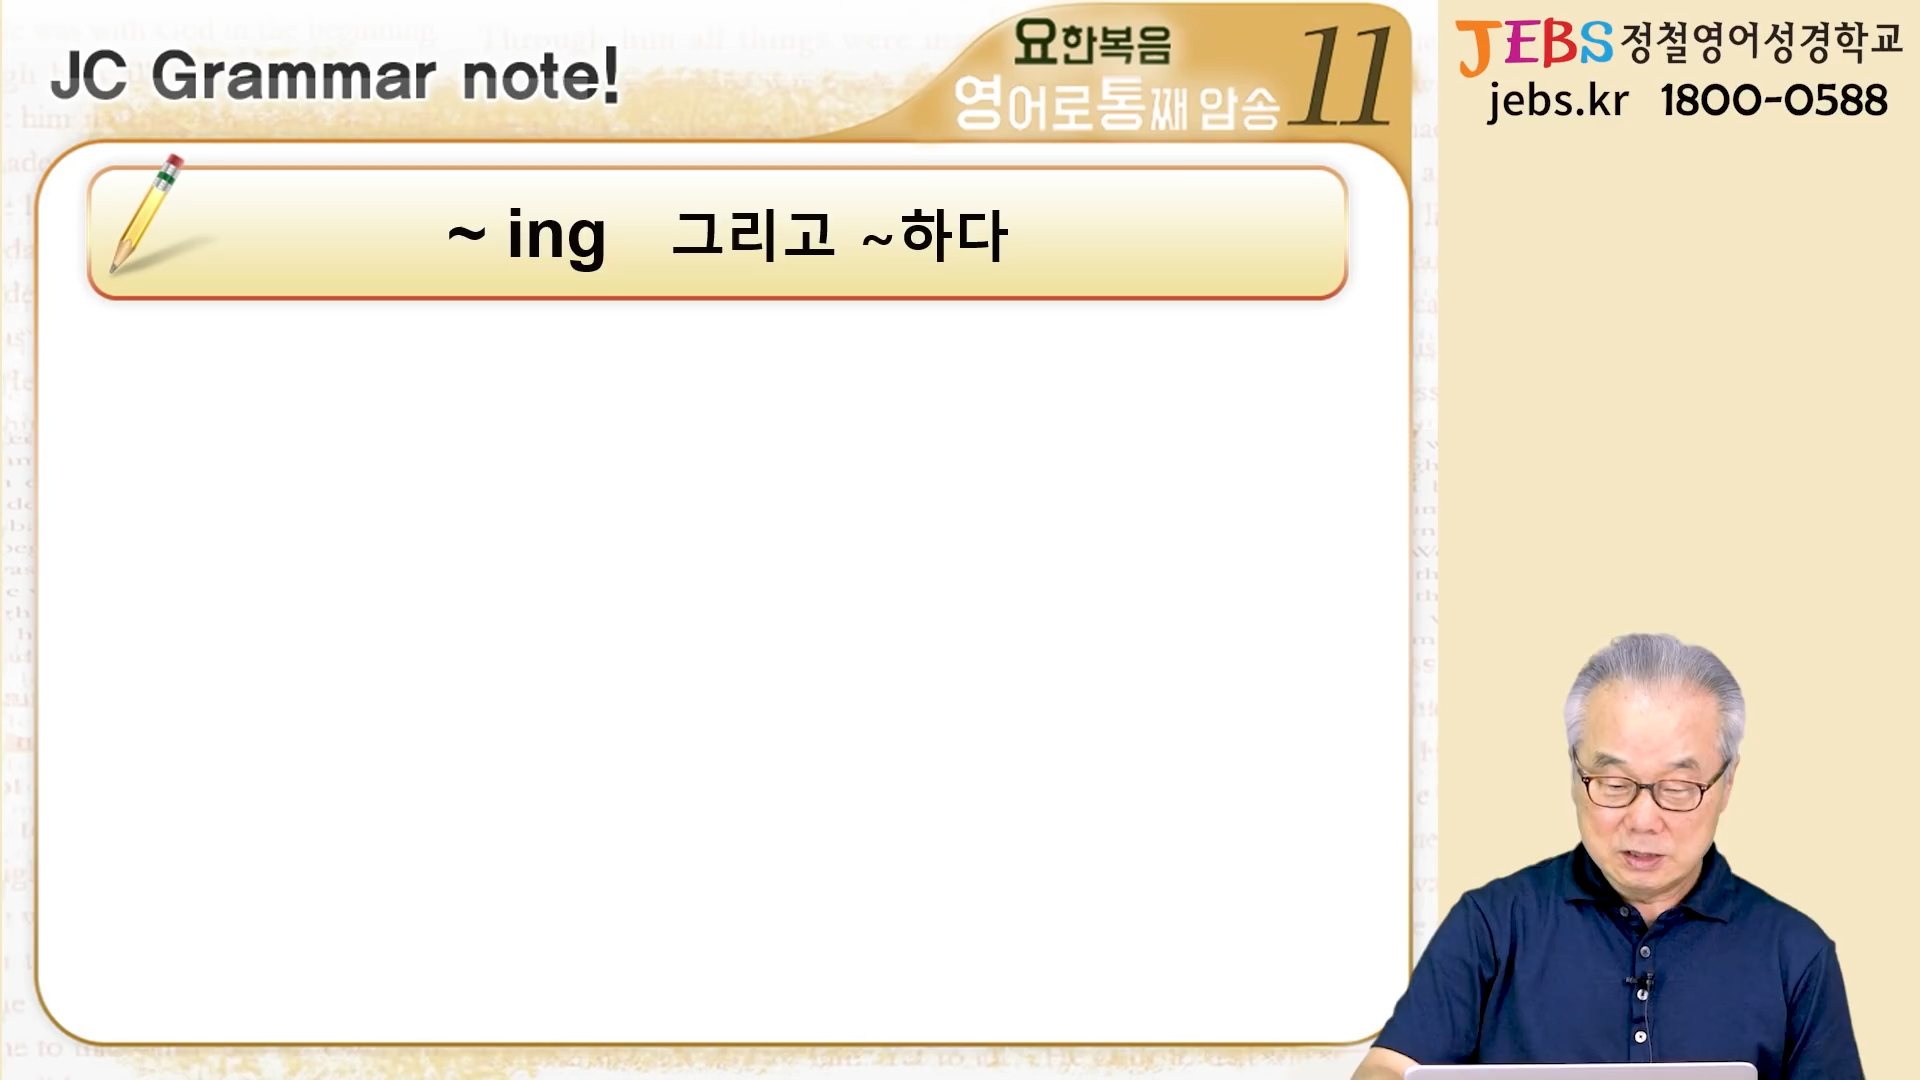 JC Grammar note!
요한복음
영어로통째 암송 11
JEBS 정철영어성경학교
jebs.kr 1800-0588
~ ing 그리고 ~하다